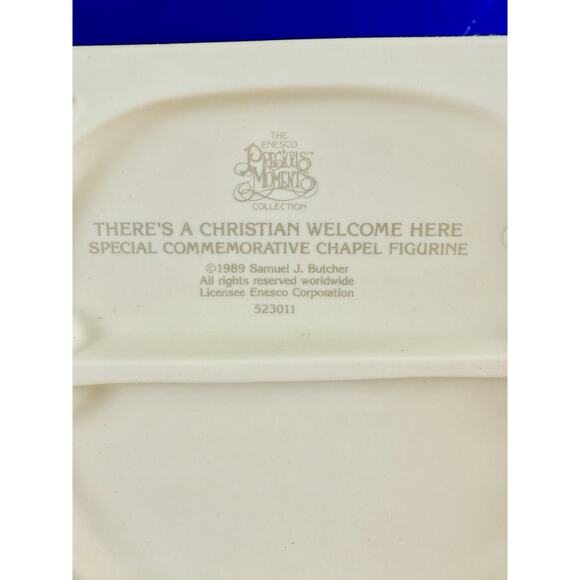 THE
ENESCO
PRECIOUS™
MOMENTS
COLLECTION
THERE'S A CHRISTIAN WELCOME HERE
SPECIAL COMMEMORATIVE CHAPEL FIGURINE
©1989 Samuel J. Butcher
All rights reserved worldwide
Licensee Enesco Corporation
523011